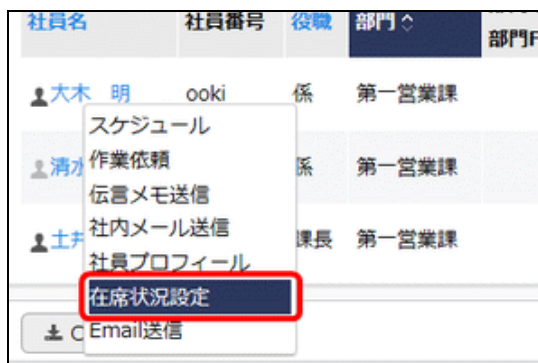 社員名 社員番号 役職 部門
部門F
大木 明 ooki 係 第一営業課
スケジュール
作業依頼
清水 係 第一営業課
伝言メモ送信
社内メール送信
土井 課長 第一営業課
社員プロフィール
在席状況設定
C Email送信